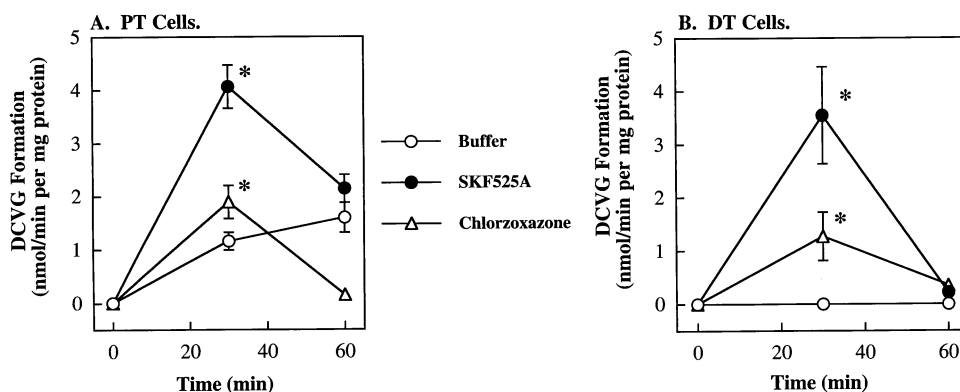 A. PT Cells.
DCVG Formation
(nmol/min per mg protein)
5
4
3
2
1
0
*
*
0
20
40
60
Time (min)
Buffer
SKF525A
Chlorzoxazone
B. DT Cells.
DCVG Formation
(nmol/min per mg protein)
5
4
3
2
1
0
*
*
0
20
40
60
Time (min)